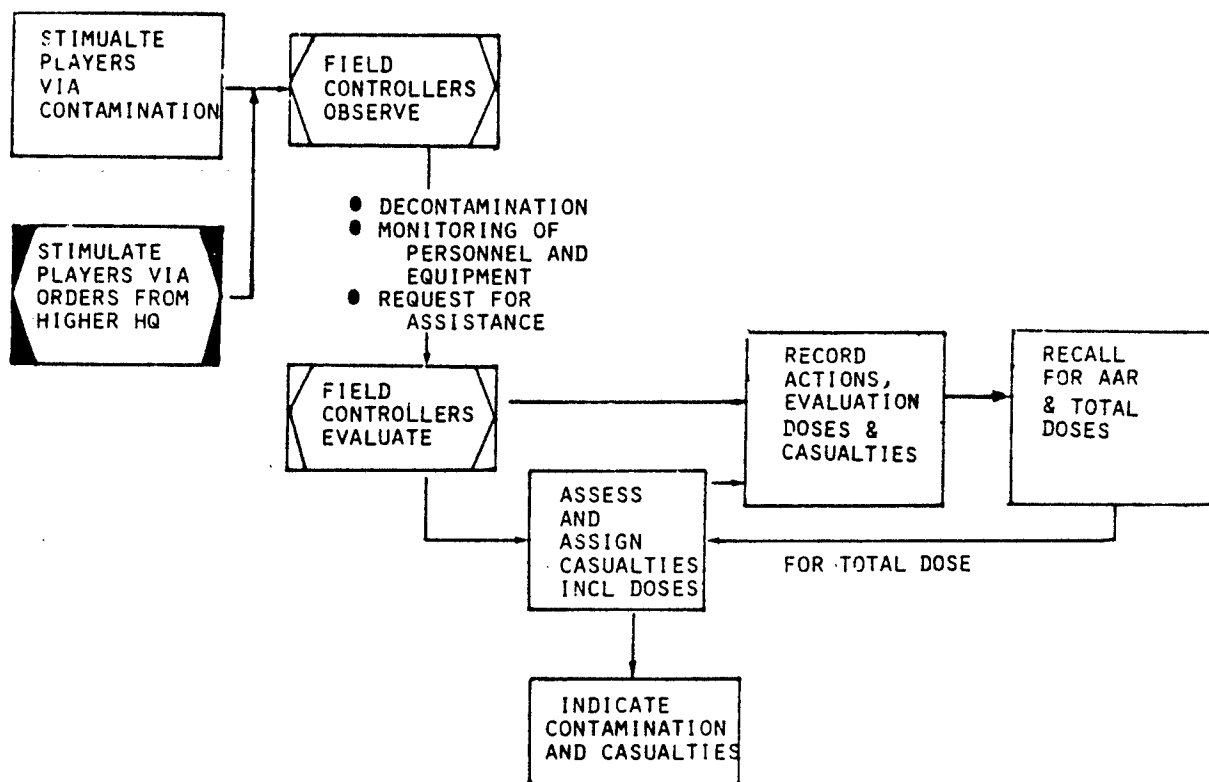 STIMUALTE
PLAYERS
VIA
CONTAMINATION
FIELD
CONTROLLERS
OBSERVE
● DECONTAMINATION
● MONITORING OF
PERSONNEL AND
EQUIPMENT
● REQUEST FOR
ASSISTANCE
STIMULATE
PLAYERS VIA
ORDERS FROM
HIGHER HQ
FIELD
CONTROLLERS
EVALUATE
RECORD
ACTIONS,
EVALUATION
DOSES &
CASUALTIES
RECALL
FOR AAR
& TOTAL
DOSES
ASSESS
AND
ASSIGN
CASUALTIES
INCL DOSES
FOR TOTAL DOSE
INDICATE
CONTAMINATION
AND CASUALTIES